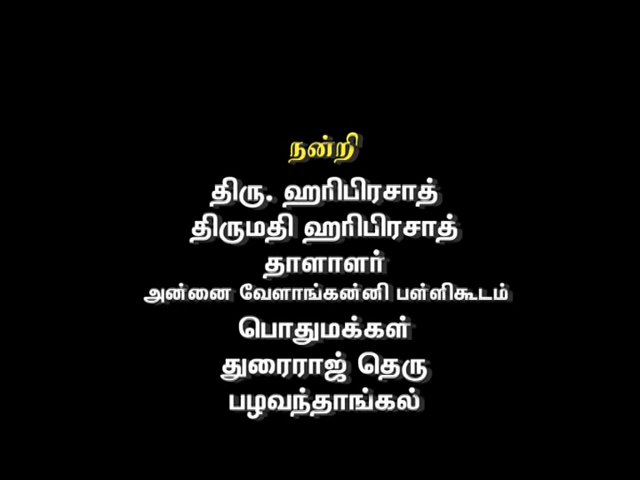 நன்றி
திரு. ஹரிபிரசாத்
திருமதி ஹரிபிரசாத்
தாளாளர்
அன்னை வேளாங்கன்னி பள்ளிகூடம்
பொதுமக்கள்
துரைராஜ் தெரு
பழவந்தாங்கல்